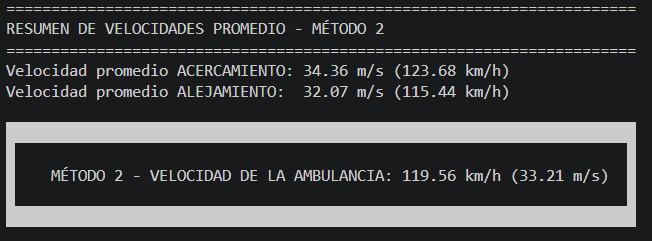 ======================================================================
RESUMEN DE VELOCIDADES PROMEDIO - MÉTODO 2
======================================================================
Velocidad promedio ACERCAMIENTO: 34.36 m/s (123.68 km/h)
Velocidad promedio ALEJAMIENTO:  32.07 m/s (115.44 km/h)
MÉTODO 2 - VELOCIDAD DE LA AMBULANCIA: 119.56 km/h (33.21 m/s)